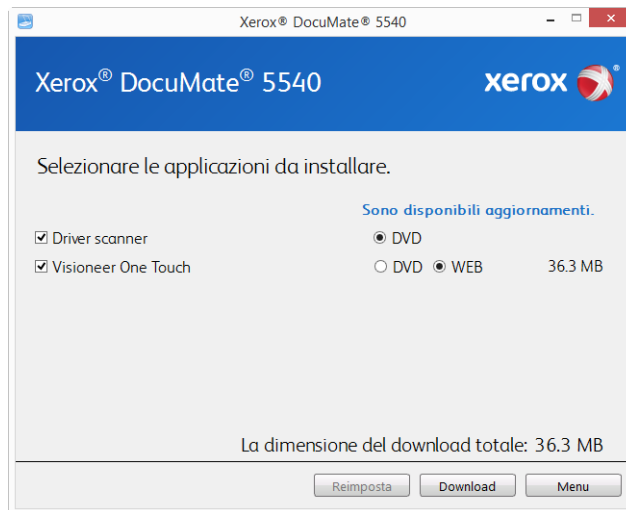 Xerox® DocuMate® 5540
Xerox® DocuMate® 5540
xerox ®
Selezionare le applicazioni da installare.
Sono disponibili aggiornamenti.
Driver scanner DVD
Visioneer One Touch DVD WEB 36.3 MB
La dimensione del download totale: 36.3 MB
Reimposta Download Menu